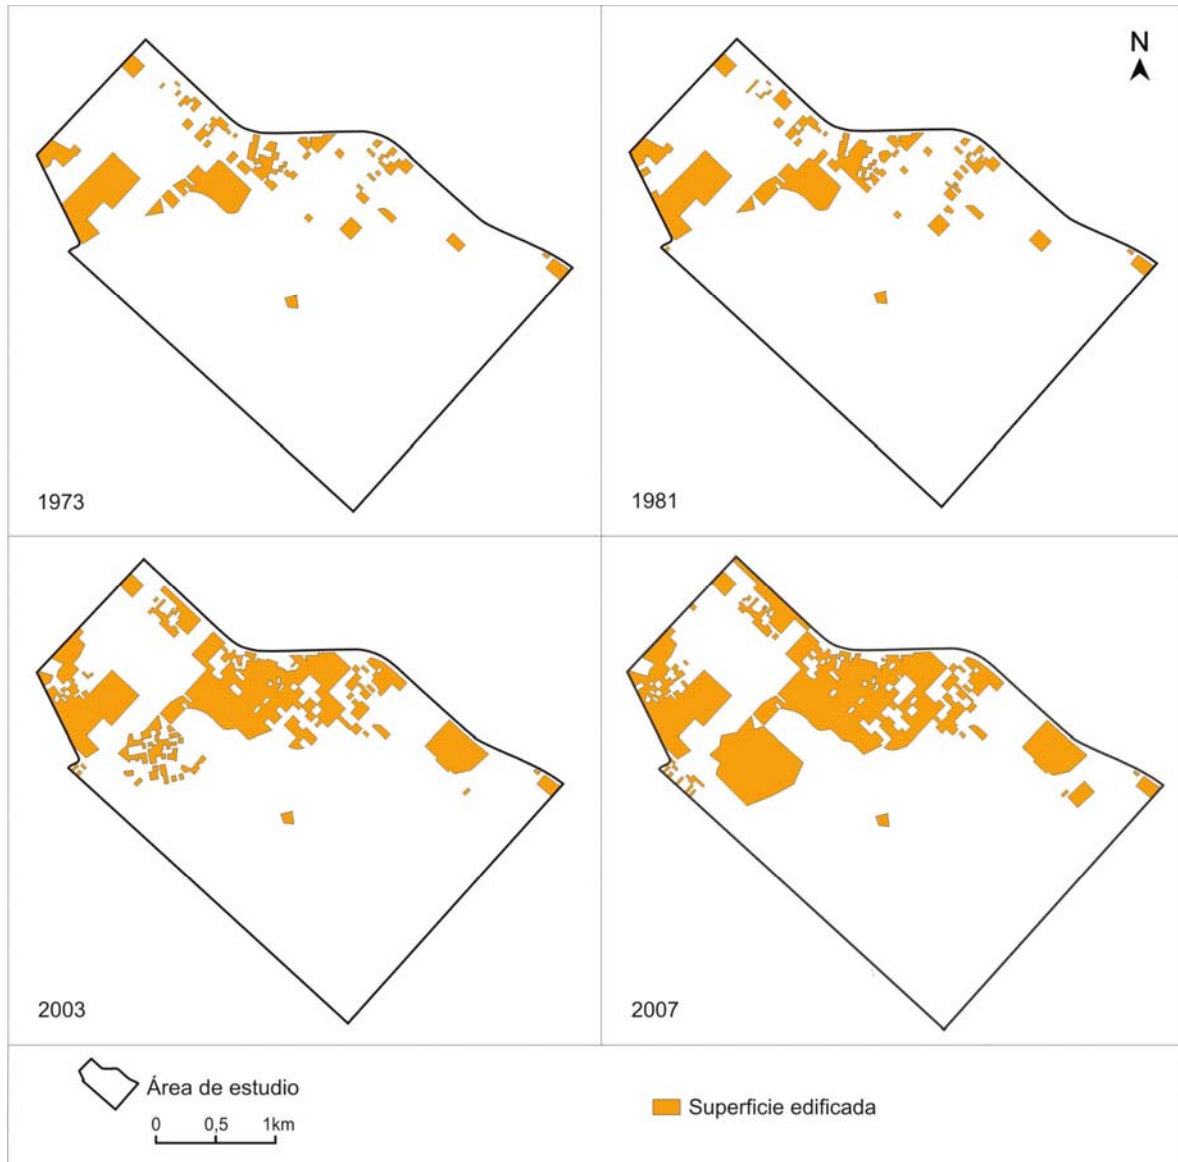 N
1973
1981
2003
2007
Área de estudio
0 0,5 1km
Superficie edificada